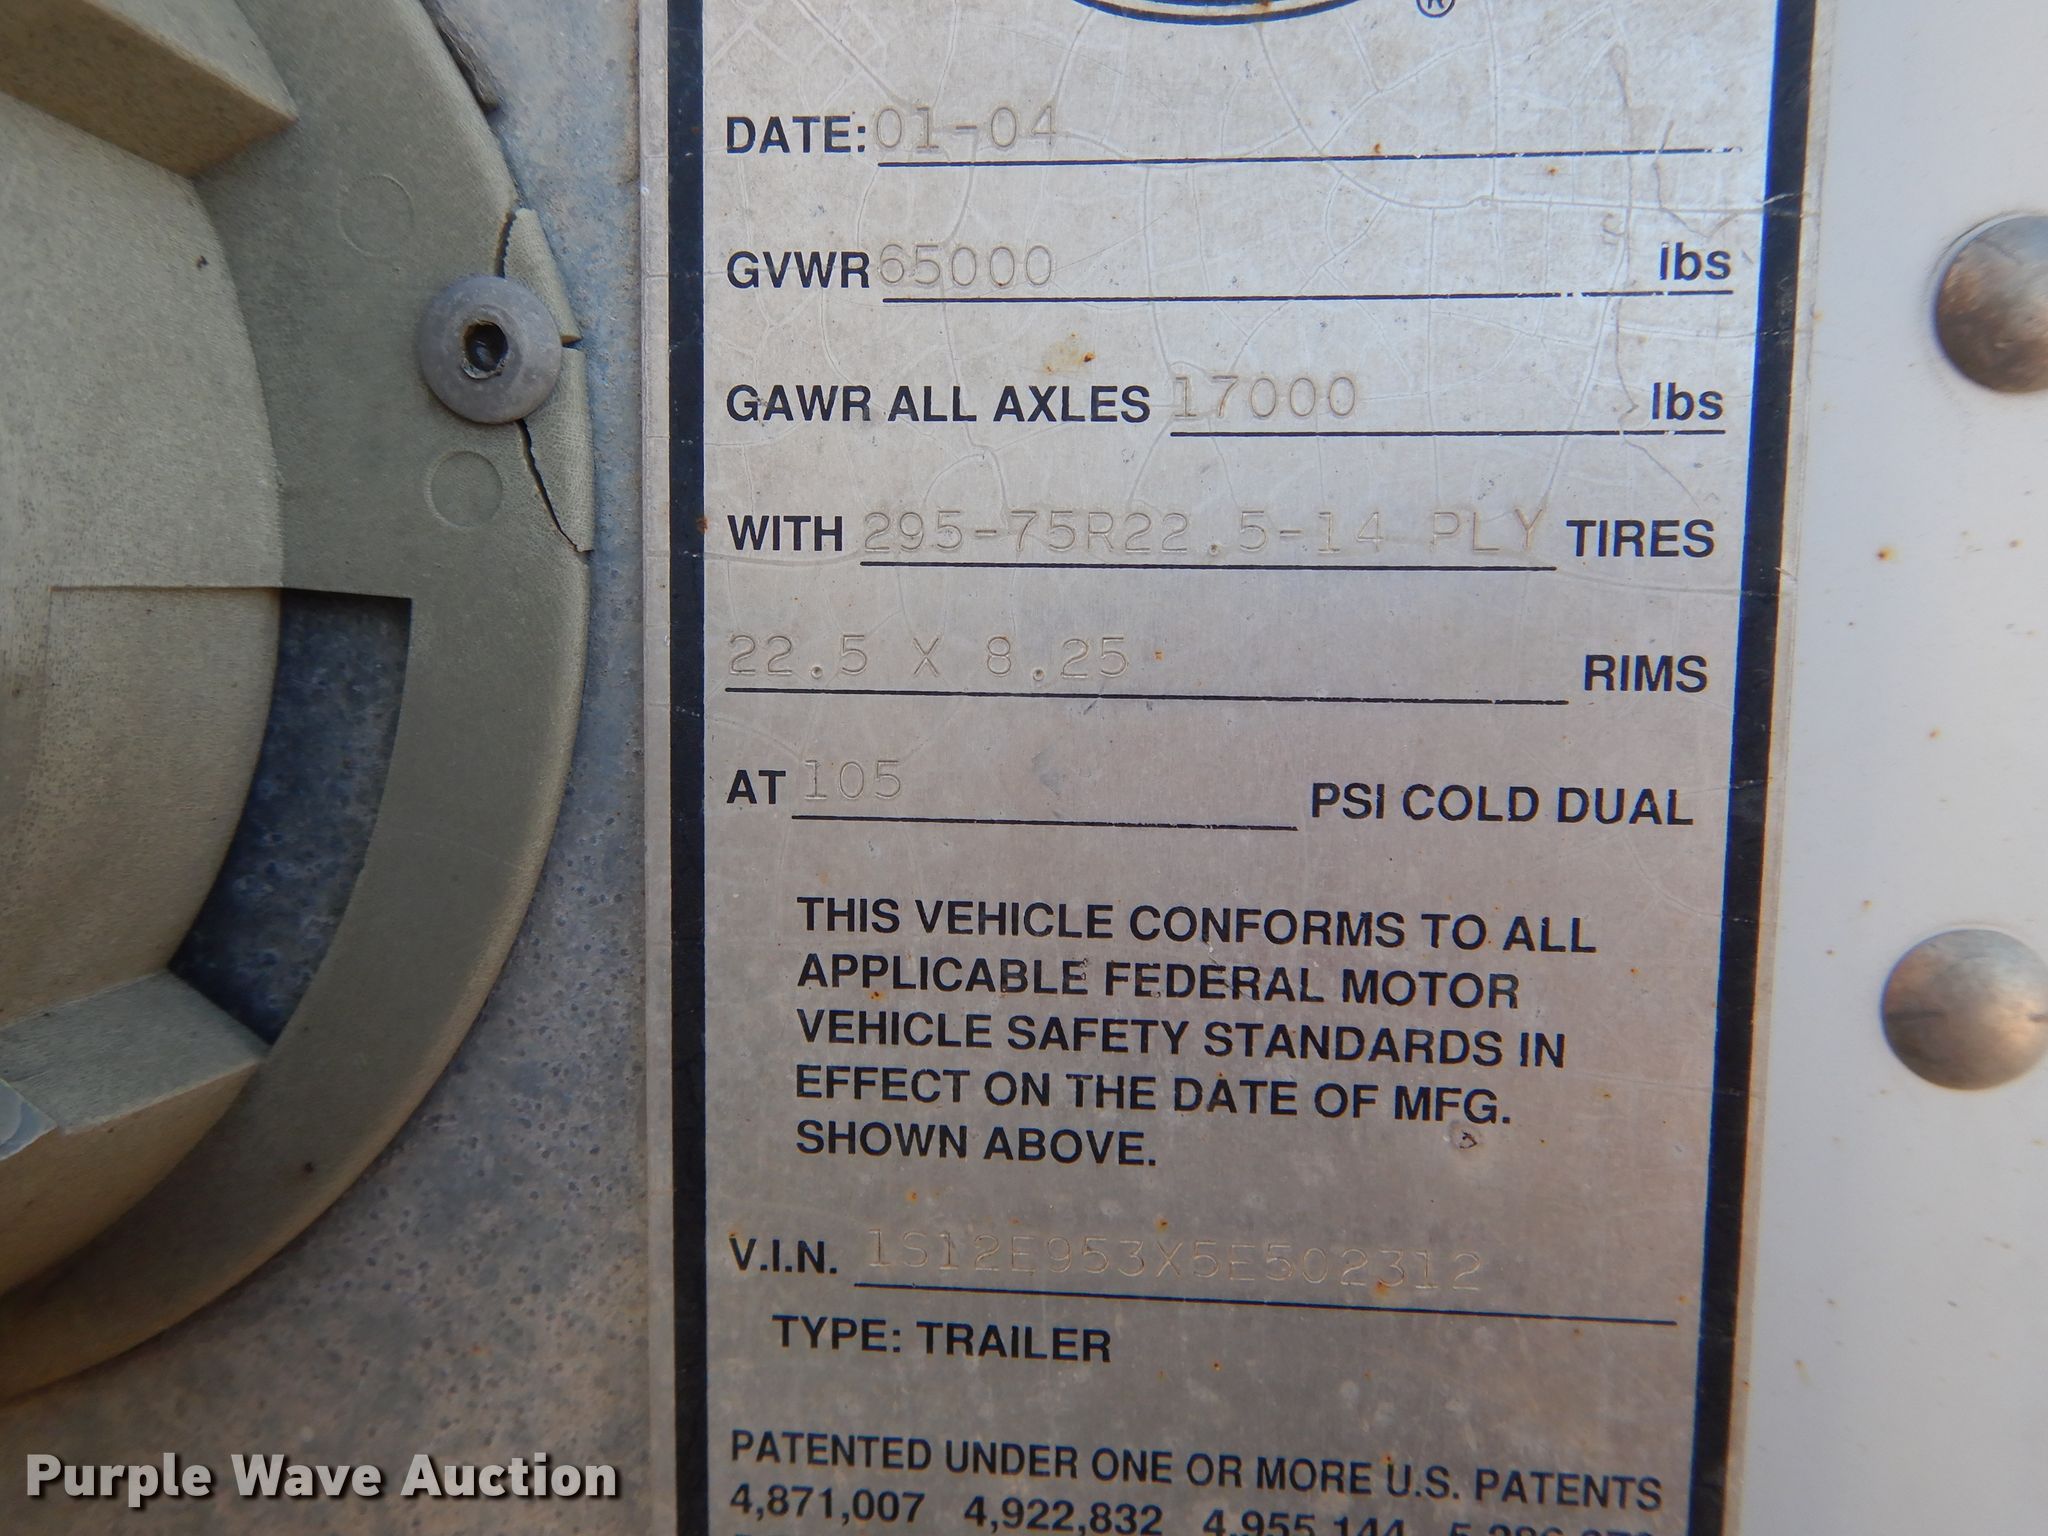 ®
DATE: 01-04
GVWR 65000 lbs
GAWR ALL AXLES 17000 lbs
WITH 295-75R22.5-14 PLY TIRES
22.5 X 8.25 RIMS
AT 105 PSI COLD DUAL
THIS VEHICLE CONFORMS TO ALL
APPLICABLE FEDERAL MOTOR
VEHICLE SAFETY STANDARDS IN
EFFECT ON THE DATE OF MFG.
SHOWN ABOVE.
V.I.N. 1S12E953X5E502312
TYPE: TRAILER
PATENTED UNDER ONE OR MORE U.S. PATENTS
4,871,007 4,922,832 4,955,144
Purple Wave Auction